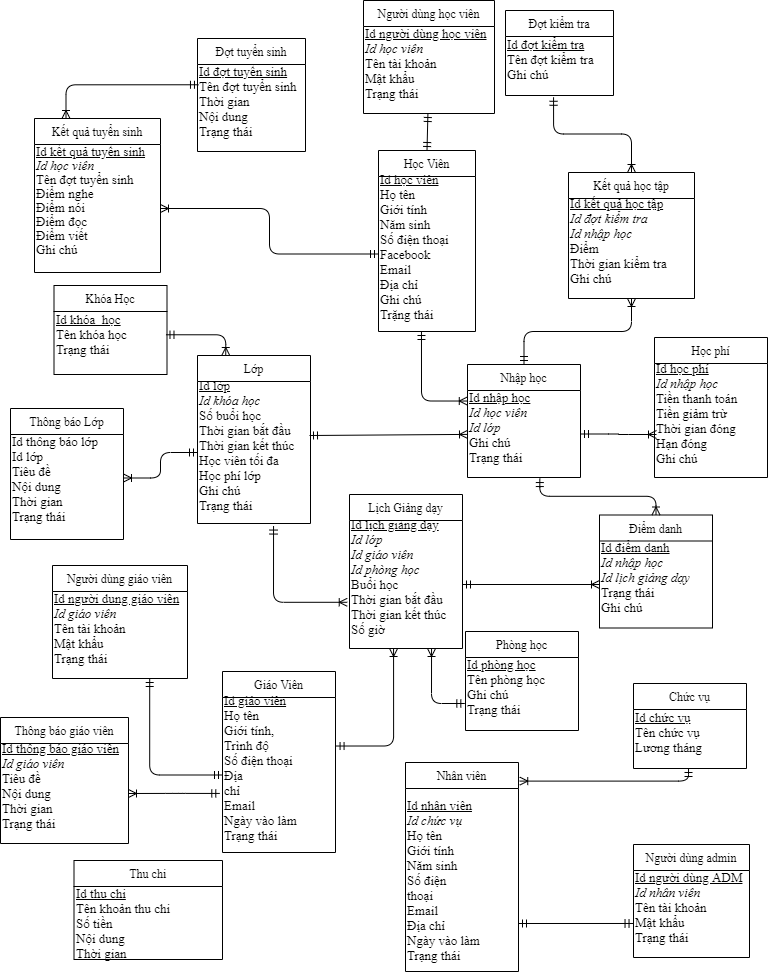 Người dùng học viên
Id người dùng học viên
Id học viên
Tên tài khoản
Mật khẩu
Trạng thái
Đợt kiểm tra
Id đợt kiểm tra
Tên đợt kiểm tra
Ghi chú
Đợt tuyển sinh
Id đợt tuyển sinh
Tên đợt tuyển sinh
Thời gian
Nội dung
Trạng thái
Kết quả tuyển sinh
Id kết quả tuyển sinh
Id học viên
Tên đợt tuyển sinh
Điểm nghe
Điểm nói
Điểm đọc
Điểm viết
Ghi chú
Học Viên
Id học viên
Họ tên
Giới tính
Năm sinh
Số điện thoại
Facebook
Email
Địa chỉ
Ghi chú
Trạng thái
Kết quả học tập
Id kết quả học tập
Id đợt kiểm tra
Id nhập học
Điểm
Thời gian kiểm tra
Ghi chú
Khóa Học
Id khóa học
Tên khóa học
Trạng thái
Lớp
Id lớp
Id khóa học
Số buổi học
Thời gian bắt đầu
Thời gian kết thúc
Học viên tối đa
Học phí lớp
Ghi chú
Trạng thái
Nhập học
Id nhập học
Id học viên
Id lớp
Ghi chú
Trạng thái
Học phí
Id học phí
Id nhập học
Tiền thanh toán
Tiền giảm trừ
Thời gian đóng
Hạn đóng
Ghi chú
Thông báo Lớp
Id thông báo lớp
Id lớp
Tiêu đề
Nội dung
Thời gian
Trạng thái
Lịch Giảng dạy
Id lịch giảng dạy
Id lớp
Id giáo viên
Id phòng học
Buổi học
Thời gian bắt đầu
Thời gian kết thúc
Số giờ
Điểm danh
Id điểm danh
Id nhập học
Id lịch giảng dạy
Trạng thái
Ghi chú
Người dùng giáo viên
Id người dung giáo viên
Id giáo viên
Tên tài khoản
Mật khẩu
Trạng thái
Phòng học
Id phòng học
Tên phòng học
Ghi chú
Trạng thái
Giáo Viên
Id giáo viên
Họ tên
Giới tính,
Trình độ
Số điện thoại
Địa
chỉ
Email
Ngày vào làm
Trạng thái
Chức vụ
Id chức vụ
Tên chức vụ
Lương tháng
Thông báo giáo viên
Id thông báo giáo viên
Id giáo viên
Tiêu đề
Nội dung
Thời gian
Trạng thái
Nhân viên
Id nhân viên
Id chức vụ
Họ tên
Giới tính
Năm sinh
Số điện
thoại
Email
Địa chỉ
Ngày vào làm
Trạng thái
Người dùng admin
Id người dùng ADM
Id nhân viên
Tên tài khoản
Mật khẩu
Trạng thái
Thu chi
Id thu chi
Tên khoản thu chi
Số tiền
Nội dung
Thời gian